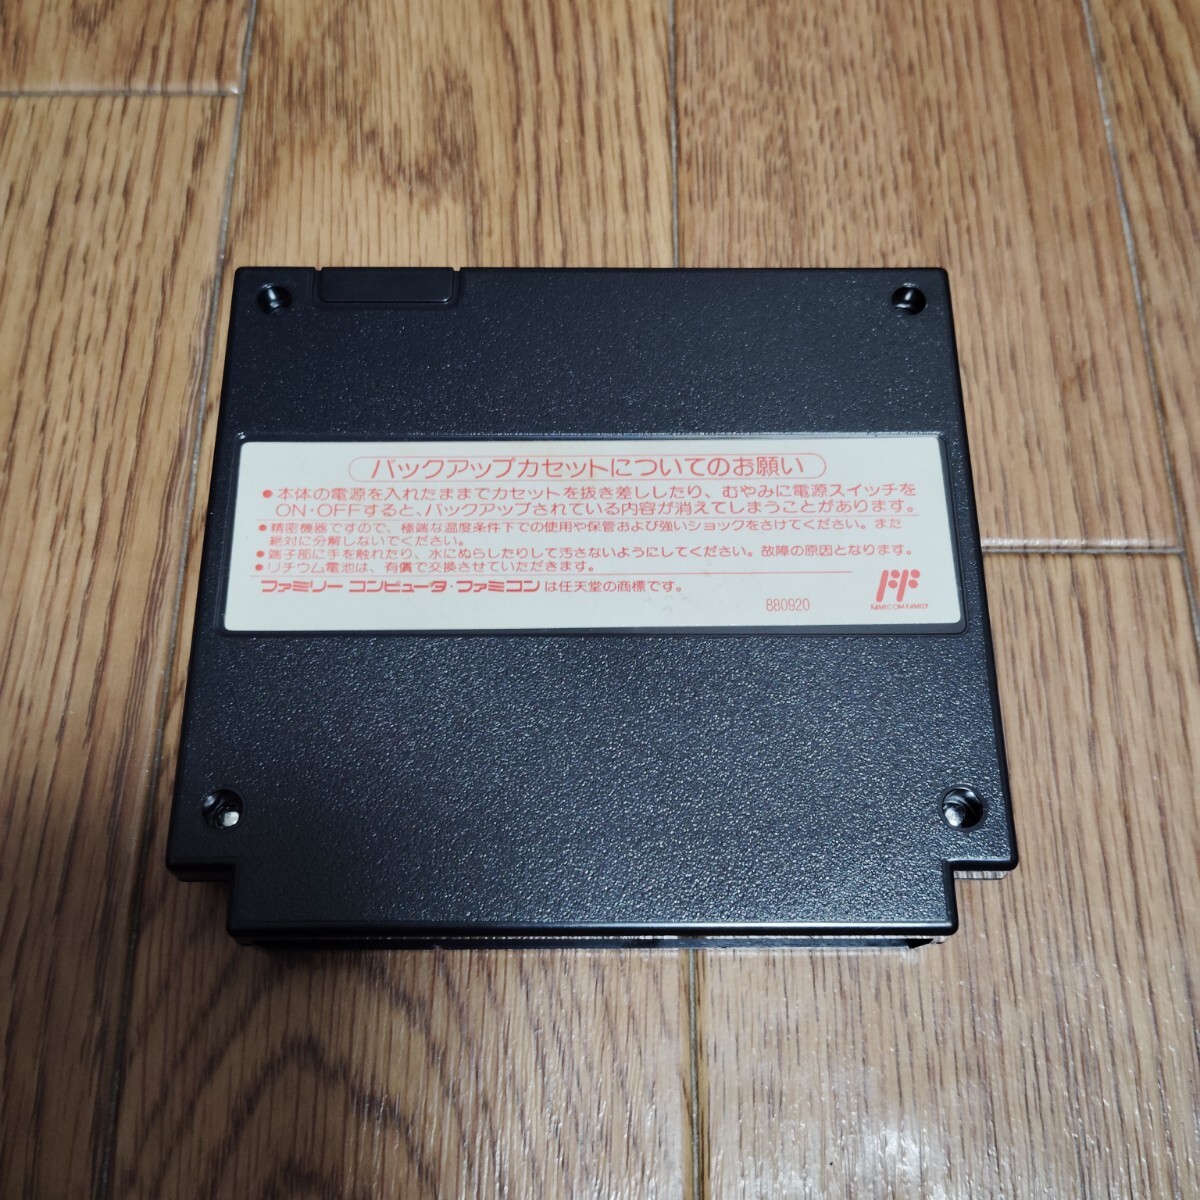 バックアップカセットについてのお願い
●本体の電源を入れたままでカセットを抜き差ししたり、むやみに電源スイッチを
ON・OFFすると、バックアップされている内容が消えてしまうことがあります。
●精密機器ですので、極端な温度条件下での使用や保管および強いショックをさけてください。また
絶対に分解しないでください。
●端子部に手を触れたり、水にぬらしたりして汚さないようにしてください。故障の原因となります。
●リチウム電池は、有償で交換させていただきます。
ファミリーコンピュータ・ファミコンは任天堂の商標です。
880920
FF
FAMICOM FAMILY